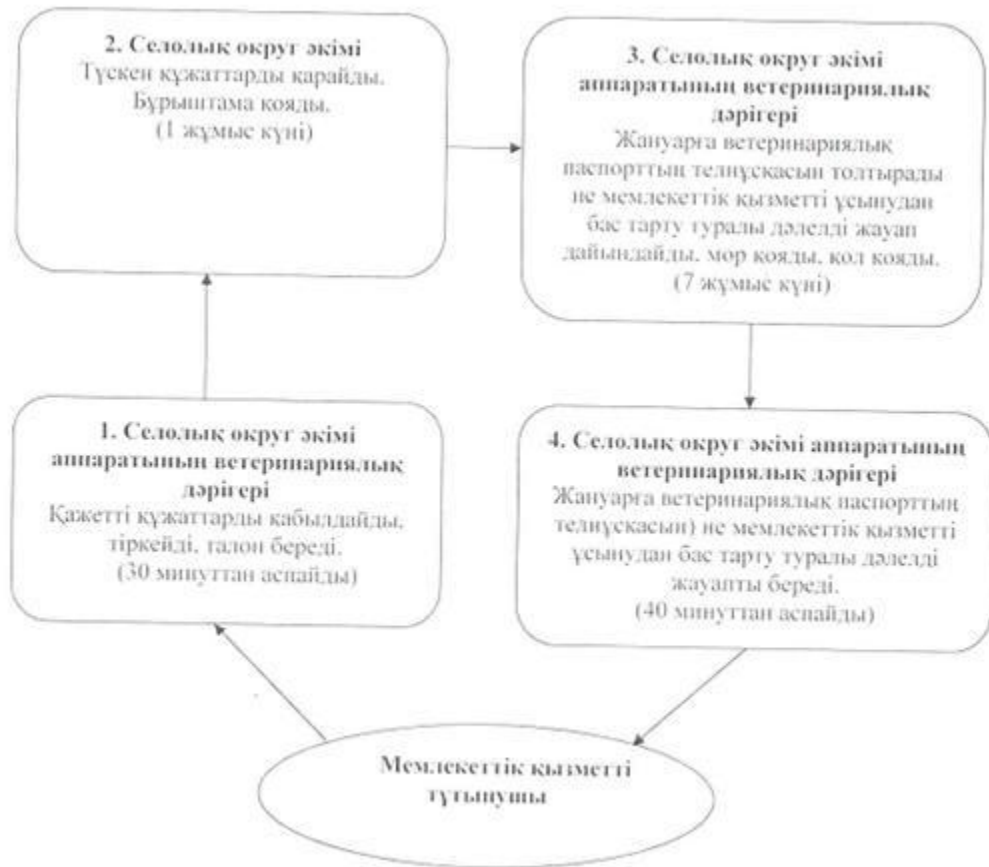 2. Селолық округ әкімі
Түскен құжаттарды қарайды.
Бұрыштама қояды.
(1 жұмыс күні)
3. Селолық округ әкімі
аппаратының ветеринариялық
дәрігері
Жануарға ветеринариялық
паспорттың телнұсқасын толтырады
не мемлекеттік қызметті ұсынудан
бас тарту туралы дәлелді жауап
дайындайды, мөр қояды, қол қояды.
(7 жұмыс күні)
1. Селолық округ әкімі
аппаратының ветеринариялық
дәрігері
Қажетті құжаттарды қабылдайды,
тіркейді, талон береді.
(30 минуттан аспайды)
4. Селолық округ әкімі аппаратының
ветеринариялық дәрігері
Жануарға ветеринариялық паспорттың
телнұсқасын) не мемлекеттік қызметті
ұсынудан бас тарту туралы дәлелді
жауапты береді.
(40 минуттан аспайды)
Мемлекеттік қызметті
тұтынушы